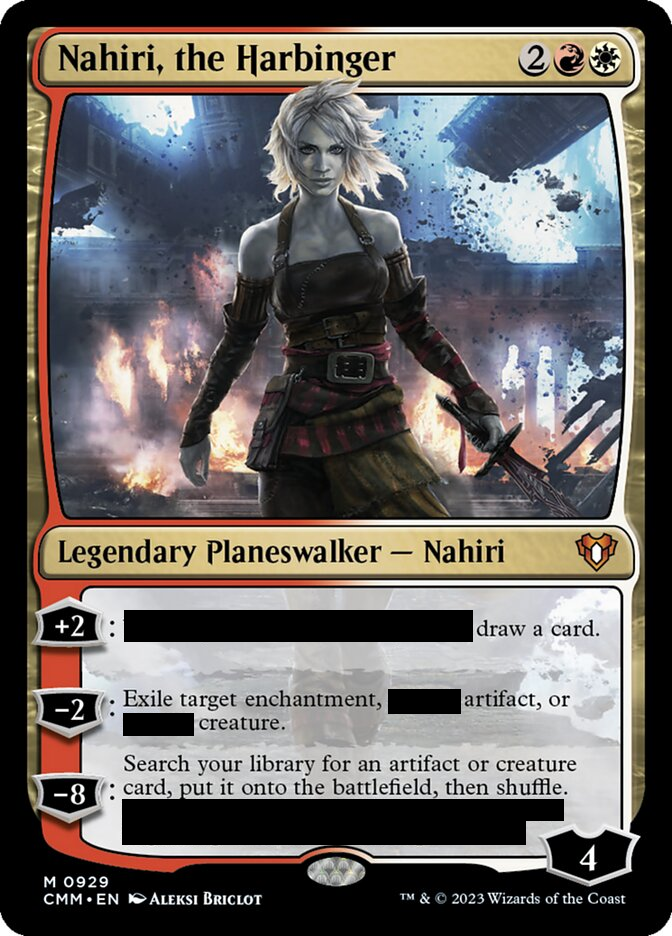 Nahiri, the Harbinger 2
Legendary Planeswalker — Nahiri
+2 : draw a card.
−2 : Exile target enchantment, artifact, or
creature.
Search your library for an artifact or creature
−8 : card, put it onto the battlefield, then shuffle.
4
M 0929
CMM • EN Aleksi Briclot
™ & © 2023 Wizards of the Coast